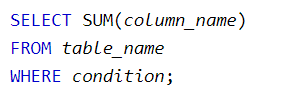 SELECT SUM(column_name)
FROM table_name
WHERE condition;